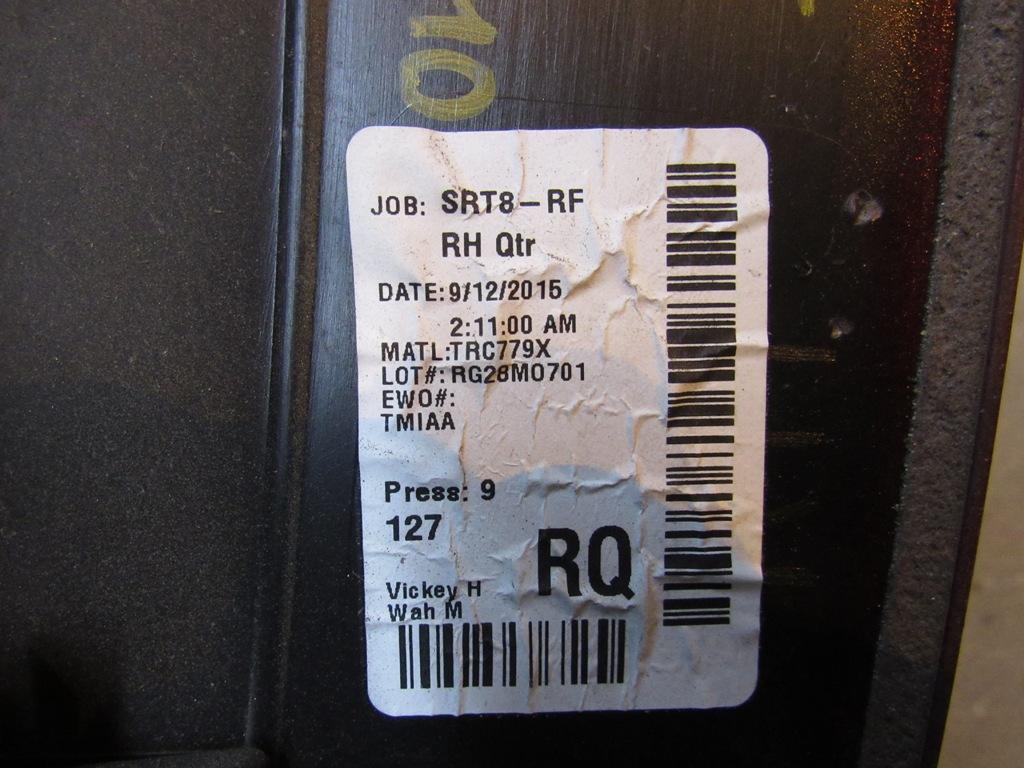 JOB: SRT8-RF
RH Qtr
DATE:9/12/2015
2:11:00 AM
MATL:TRC779X
LOT#:RG28M0701
EWO#:
TMIAA
Press: 9
127
RQ
Vickey H
Wah M